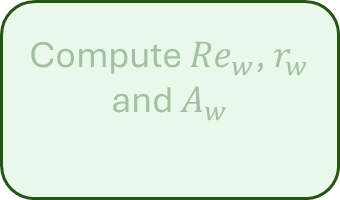 Compute Re_w, r_w
and A_w